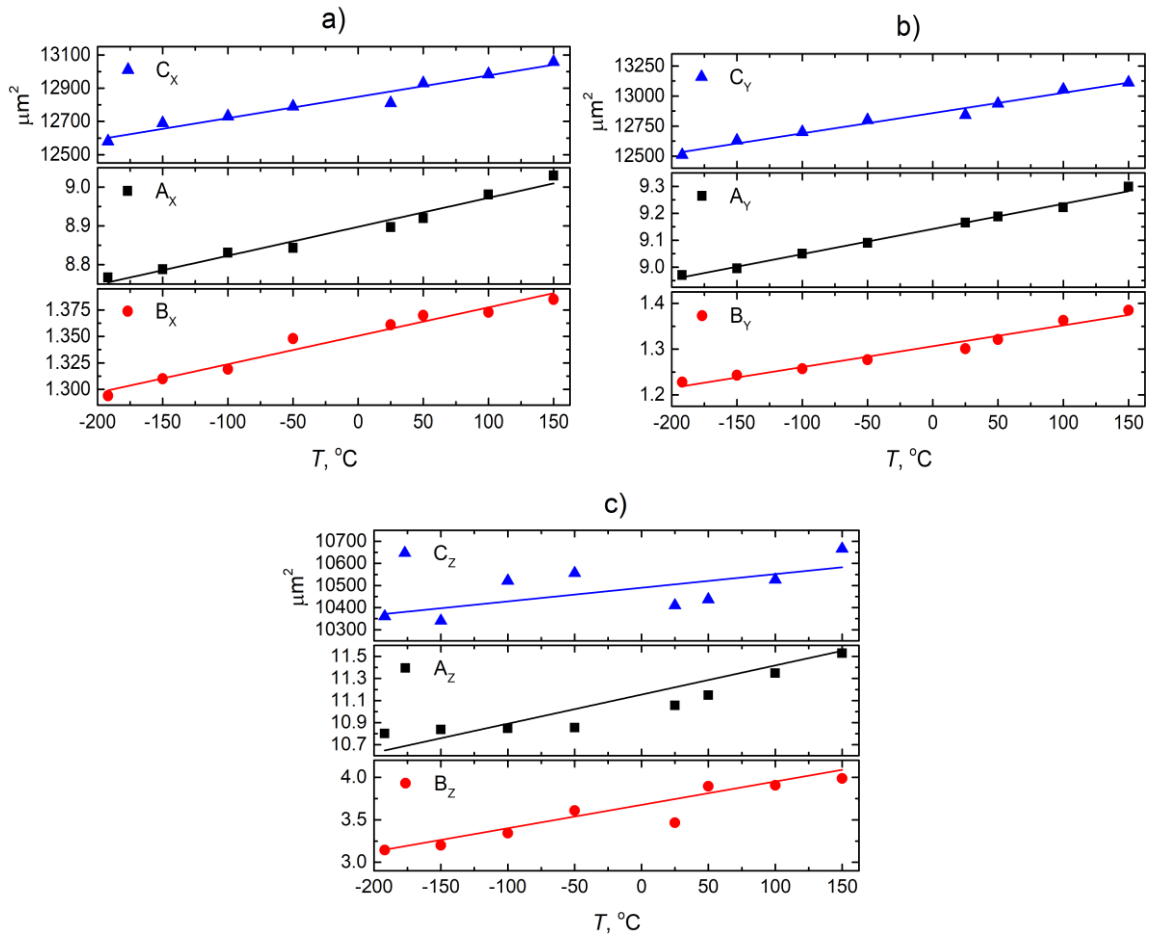 a)
13100
12900
12700
12500
μm²
C_X
9.0
8.9
8.8
A_X
1.375
1.350
1.325
1.300
B_X
-200 -150 -100 -50 0 50 100 150
T, °C
b)
13250
13000
12750
12500
μm²
C_Y
9.3
9.2
9.1
9.0
A_Y
1.4
1.3
1.2
B_Y
-200 -150 -100 -50 0 50 100 150
T, °C
c)
10700
10600
10500
10400
10300
μm²
C_Z
11.5
11.3
11.1
10.9
10.7
A_Z
4.0
3.5
3.0
B_Z
-200 -150 -100 -50 0 50 100 150
T, °C